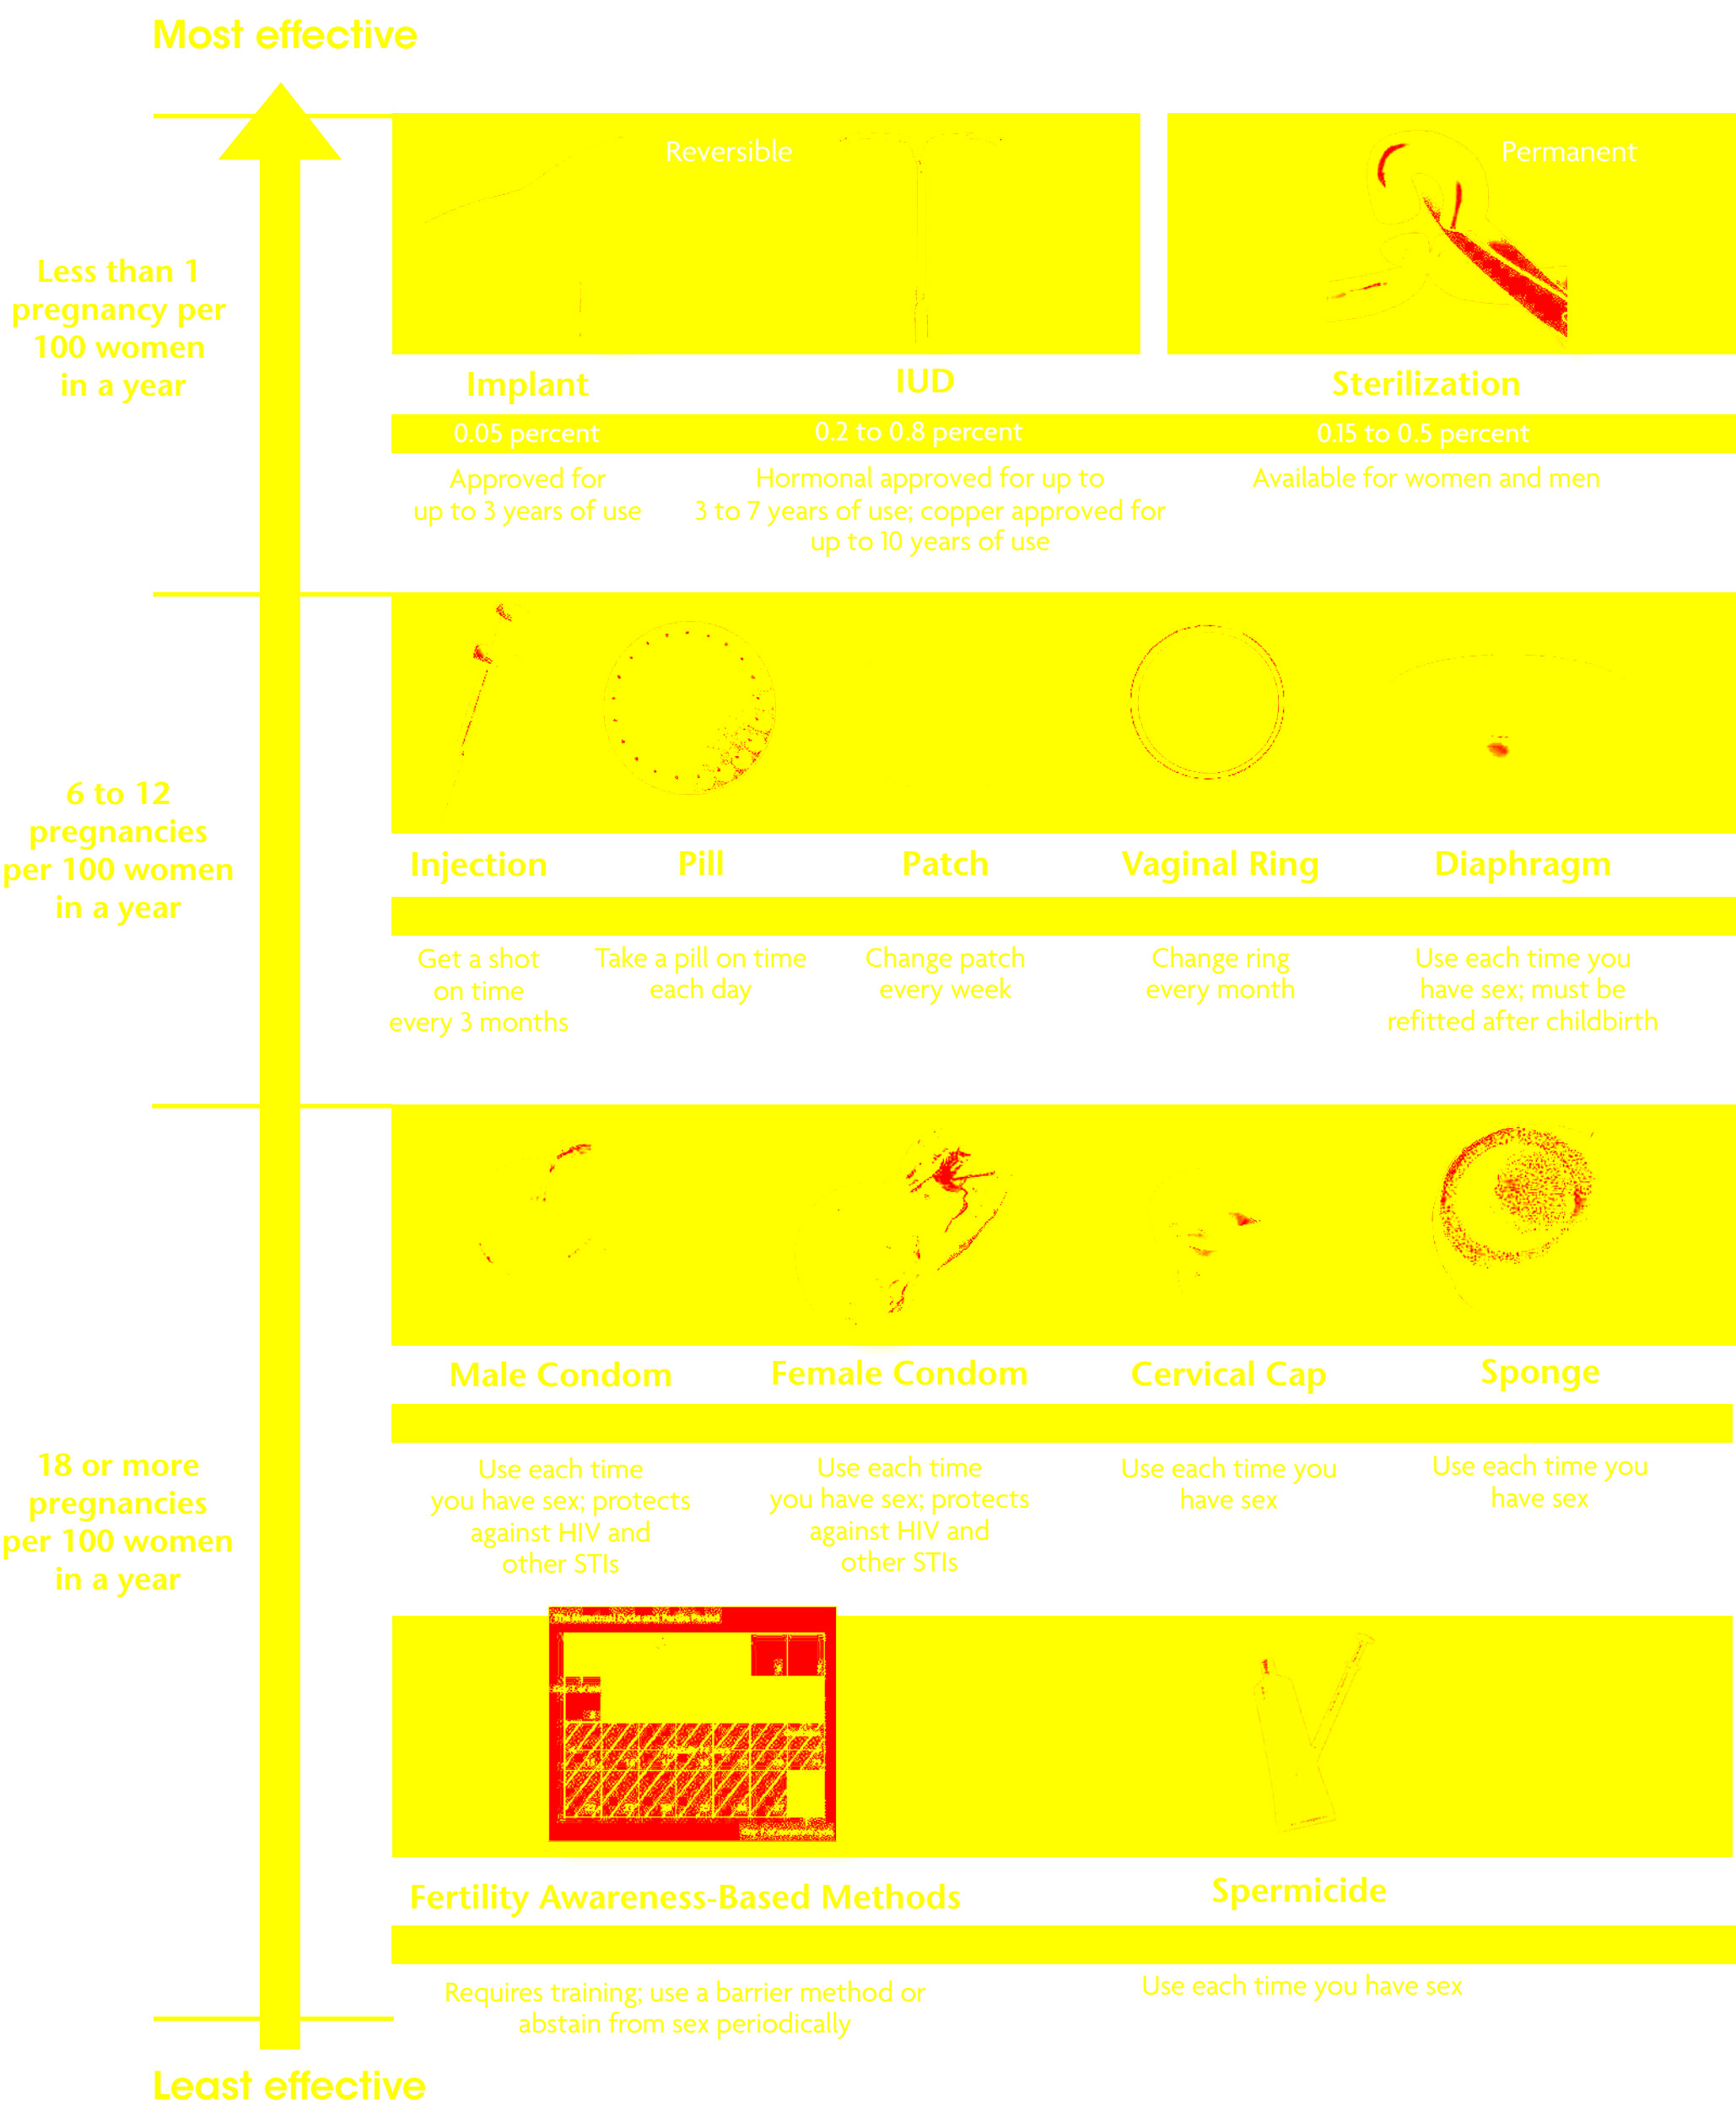 Most effective
Reversible
Permanent
Less than 1
pregnancy per
100 women
in a year
Implant
IUD
Sterilization
0.05 percent
0.2 to 0.8 percent
0.15 to 0.5 percent
Approved for
up to 3 years of use
Hormonal approved for up to
3 to 7 years of use; copper approved for
up to 10 years of use
Available for women and men
6 to 12
pregnancies
per 100 women
in a year
Injection
Pill
Patch
Vaginal Ring
Diaphragm
Get a shot
on time
every 3 months
Take a pill on time
each day
Change patch
every week
Change ring
every month
Use each time you
have sex; must be
refitted after childbirth
18 or more
pregnancies
per 100 women
in a year
Male Condom
Female Condom
Cervical Cap
Sponge
Use each time
you have sex; protects
against HIV and
other STIs
Use each time
you have sex; protects
against HIV and
other STIs
Use each time you
have sex
Use each time you
have sex
The Menstrual Cycle and Fertile Period
Fertility Awareness-Based Methods
Spermicide
Requires training; use a barrier method or
abstain from sex periodically
Use each time you have sex
Least effective